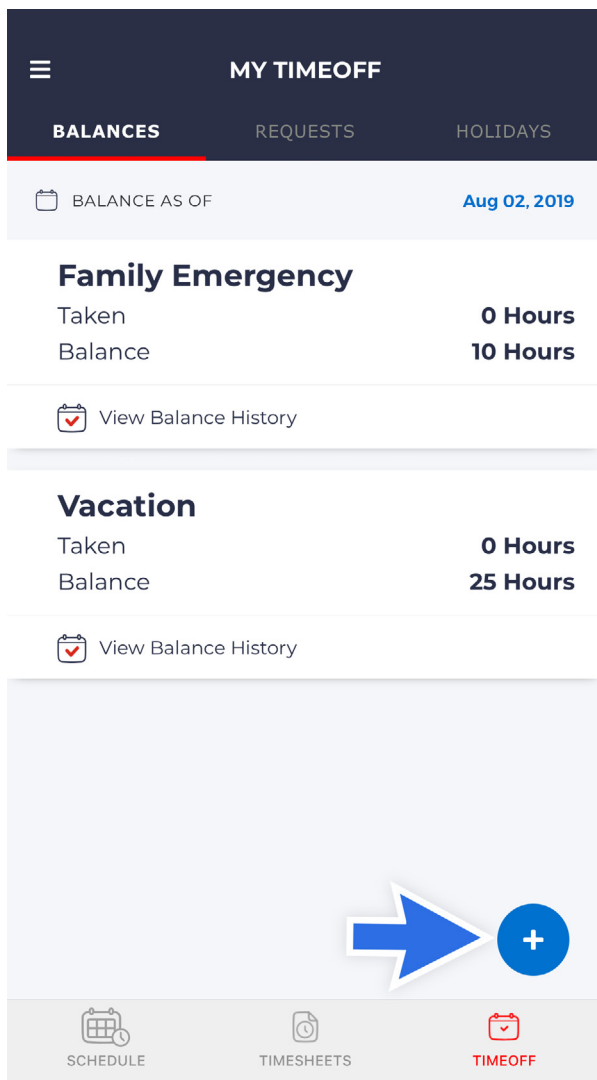 MY TIMEOFF
BALANCES REQUESTS HOLIDAYS
BALANCE AS OF Aug 02, 2019
Family Emergency
Taken 0 Hours
Balance 10 Hours
View Balance History
Vacation
Taken 0 Hours
Balance 25 Hours
View Balance History
+
SCHEDULE TIMESHEETS TIMEOFF